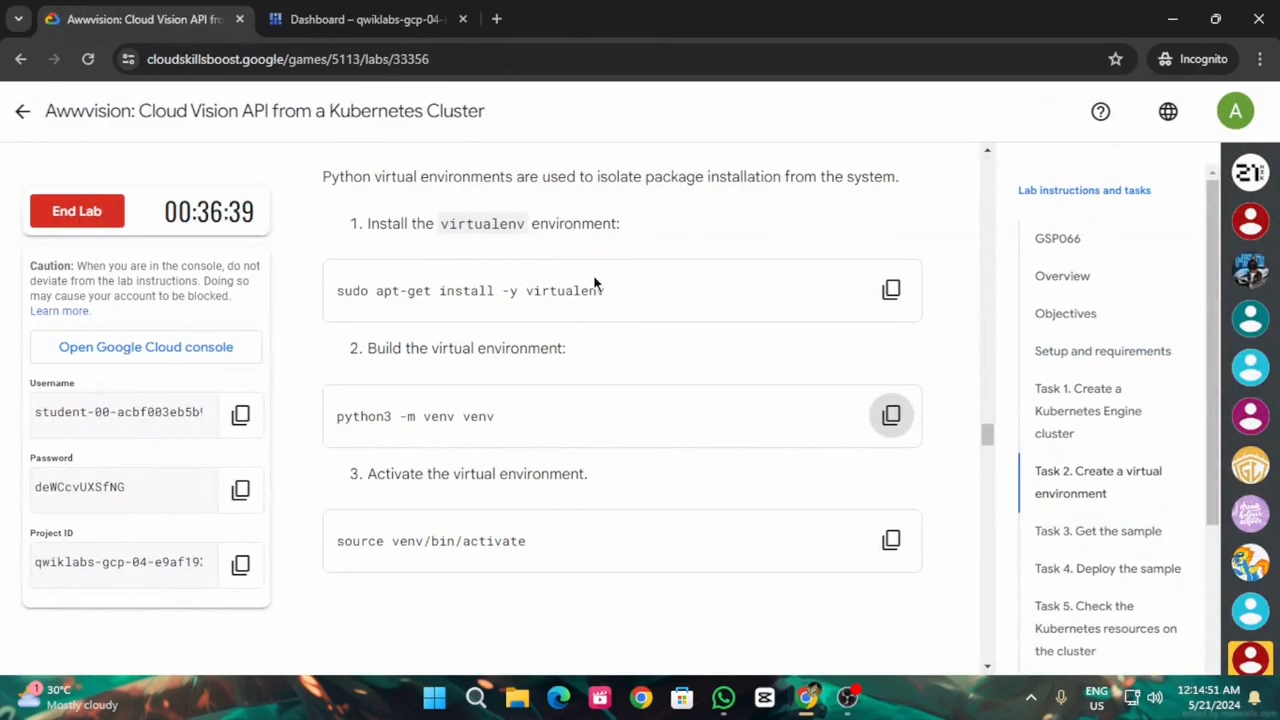 Awwvision: Cloud Vision API fro
Dashboard – qwiklabs-gcp-04-
cloudskillsboost.google/games/5113/labs/33356
Incognito
Awwvision: Cloud Vision API from a Kubernetes Cluster
A
End Lab
00:36:39
Caution: When you are in the console, do not
deviate from the lab instructions. Doing so
may cause your account to be blocked.
Learn more.
Open Google Cloud console
Username
student-00-acbf003eb5b9
Password
deWCcvUXSfNG
Project ID
qwiklabs-gcp-04-e9af19
Python virtual environments are used to isolate package installation from the system.
1. Install the virtualenv environment:
sudo apt-get install -y virtualenv
2. Build the virtual environment:
python3 -m venv venv
3. Activate the virtual environment.
source venv/bin/activate
Lab instructions and tasks
GSP066
Overview
Objectives
Setup and requirements
Task 1. Create a
Kubernetes Engine
cluster
Task 2. Create a virtual
environment
Task 3. Get the sample
Task 4. Deploy the sample
Task 5. Check the
Kubernetes resources on
the cluster
21
1
30°C
Mostly cloudy
ENG
US
12:14:51 AM
5/21/2024